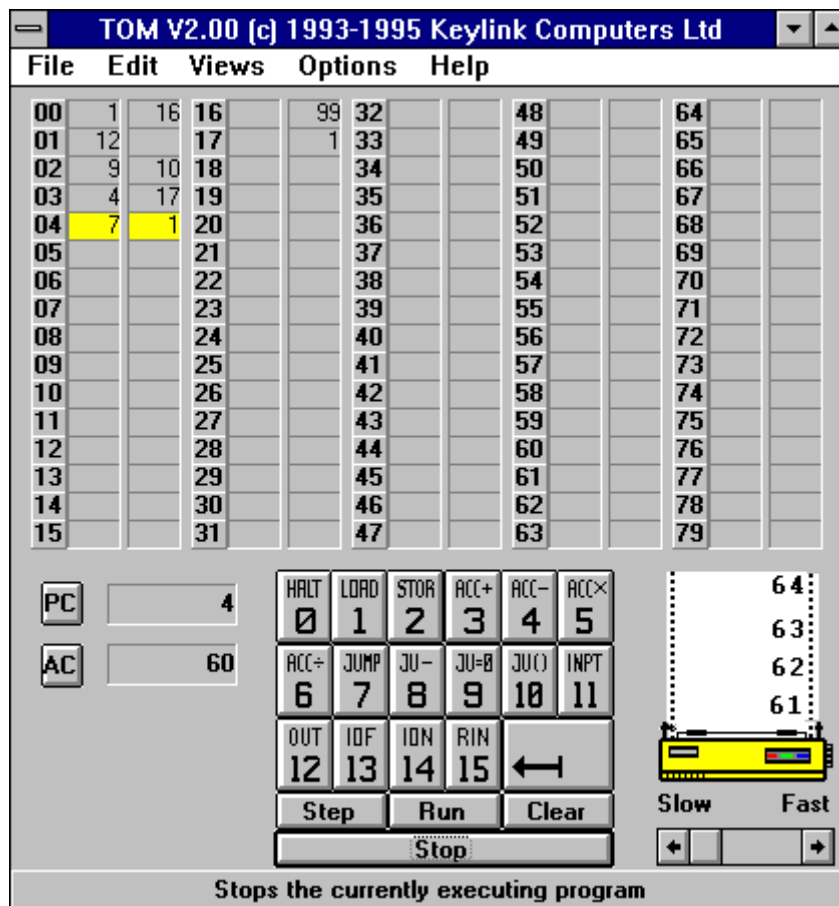 TOM V2.00 (c) 1993-1995 Keylink Computers Ltd
File Edit Views Options Help
00 1 16 16 99 32 48 64
01 12 17 1 33 49 65
02 9 10 18 34 50 66
03 4 17 19 35 51 67
04 7 1 20 36 52 68
05 21 37 53 69
06 22 38 54 70
07 23 39 55 71
08 24 40 56 72
09 25 41 57 73
10 26 42 58 74
11 27 43 59 75
12 28 44 60 76
13 29 45 61 77
14 30 46 62 78
15 31 47 63 79
PC 4
AC 60
HALT LOAD STOR ACC+ ACC- ACC×
0 1 2 3 4 5
ACC÷ JUMP JU- JU=0 JU() INPT
6 7 8 9 10 11
OUT IOF ION RIN
12 13 14 15
Step Run Clear
Stop
64
63
62
61
Slow Fast
Stops the currently executing program